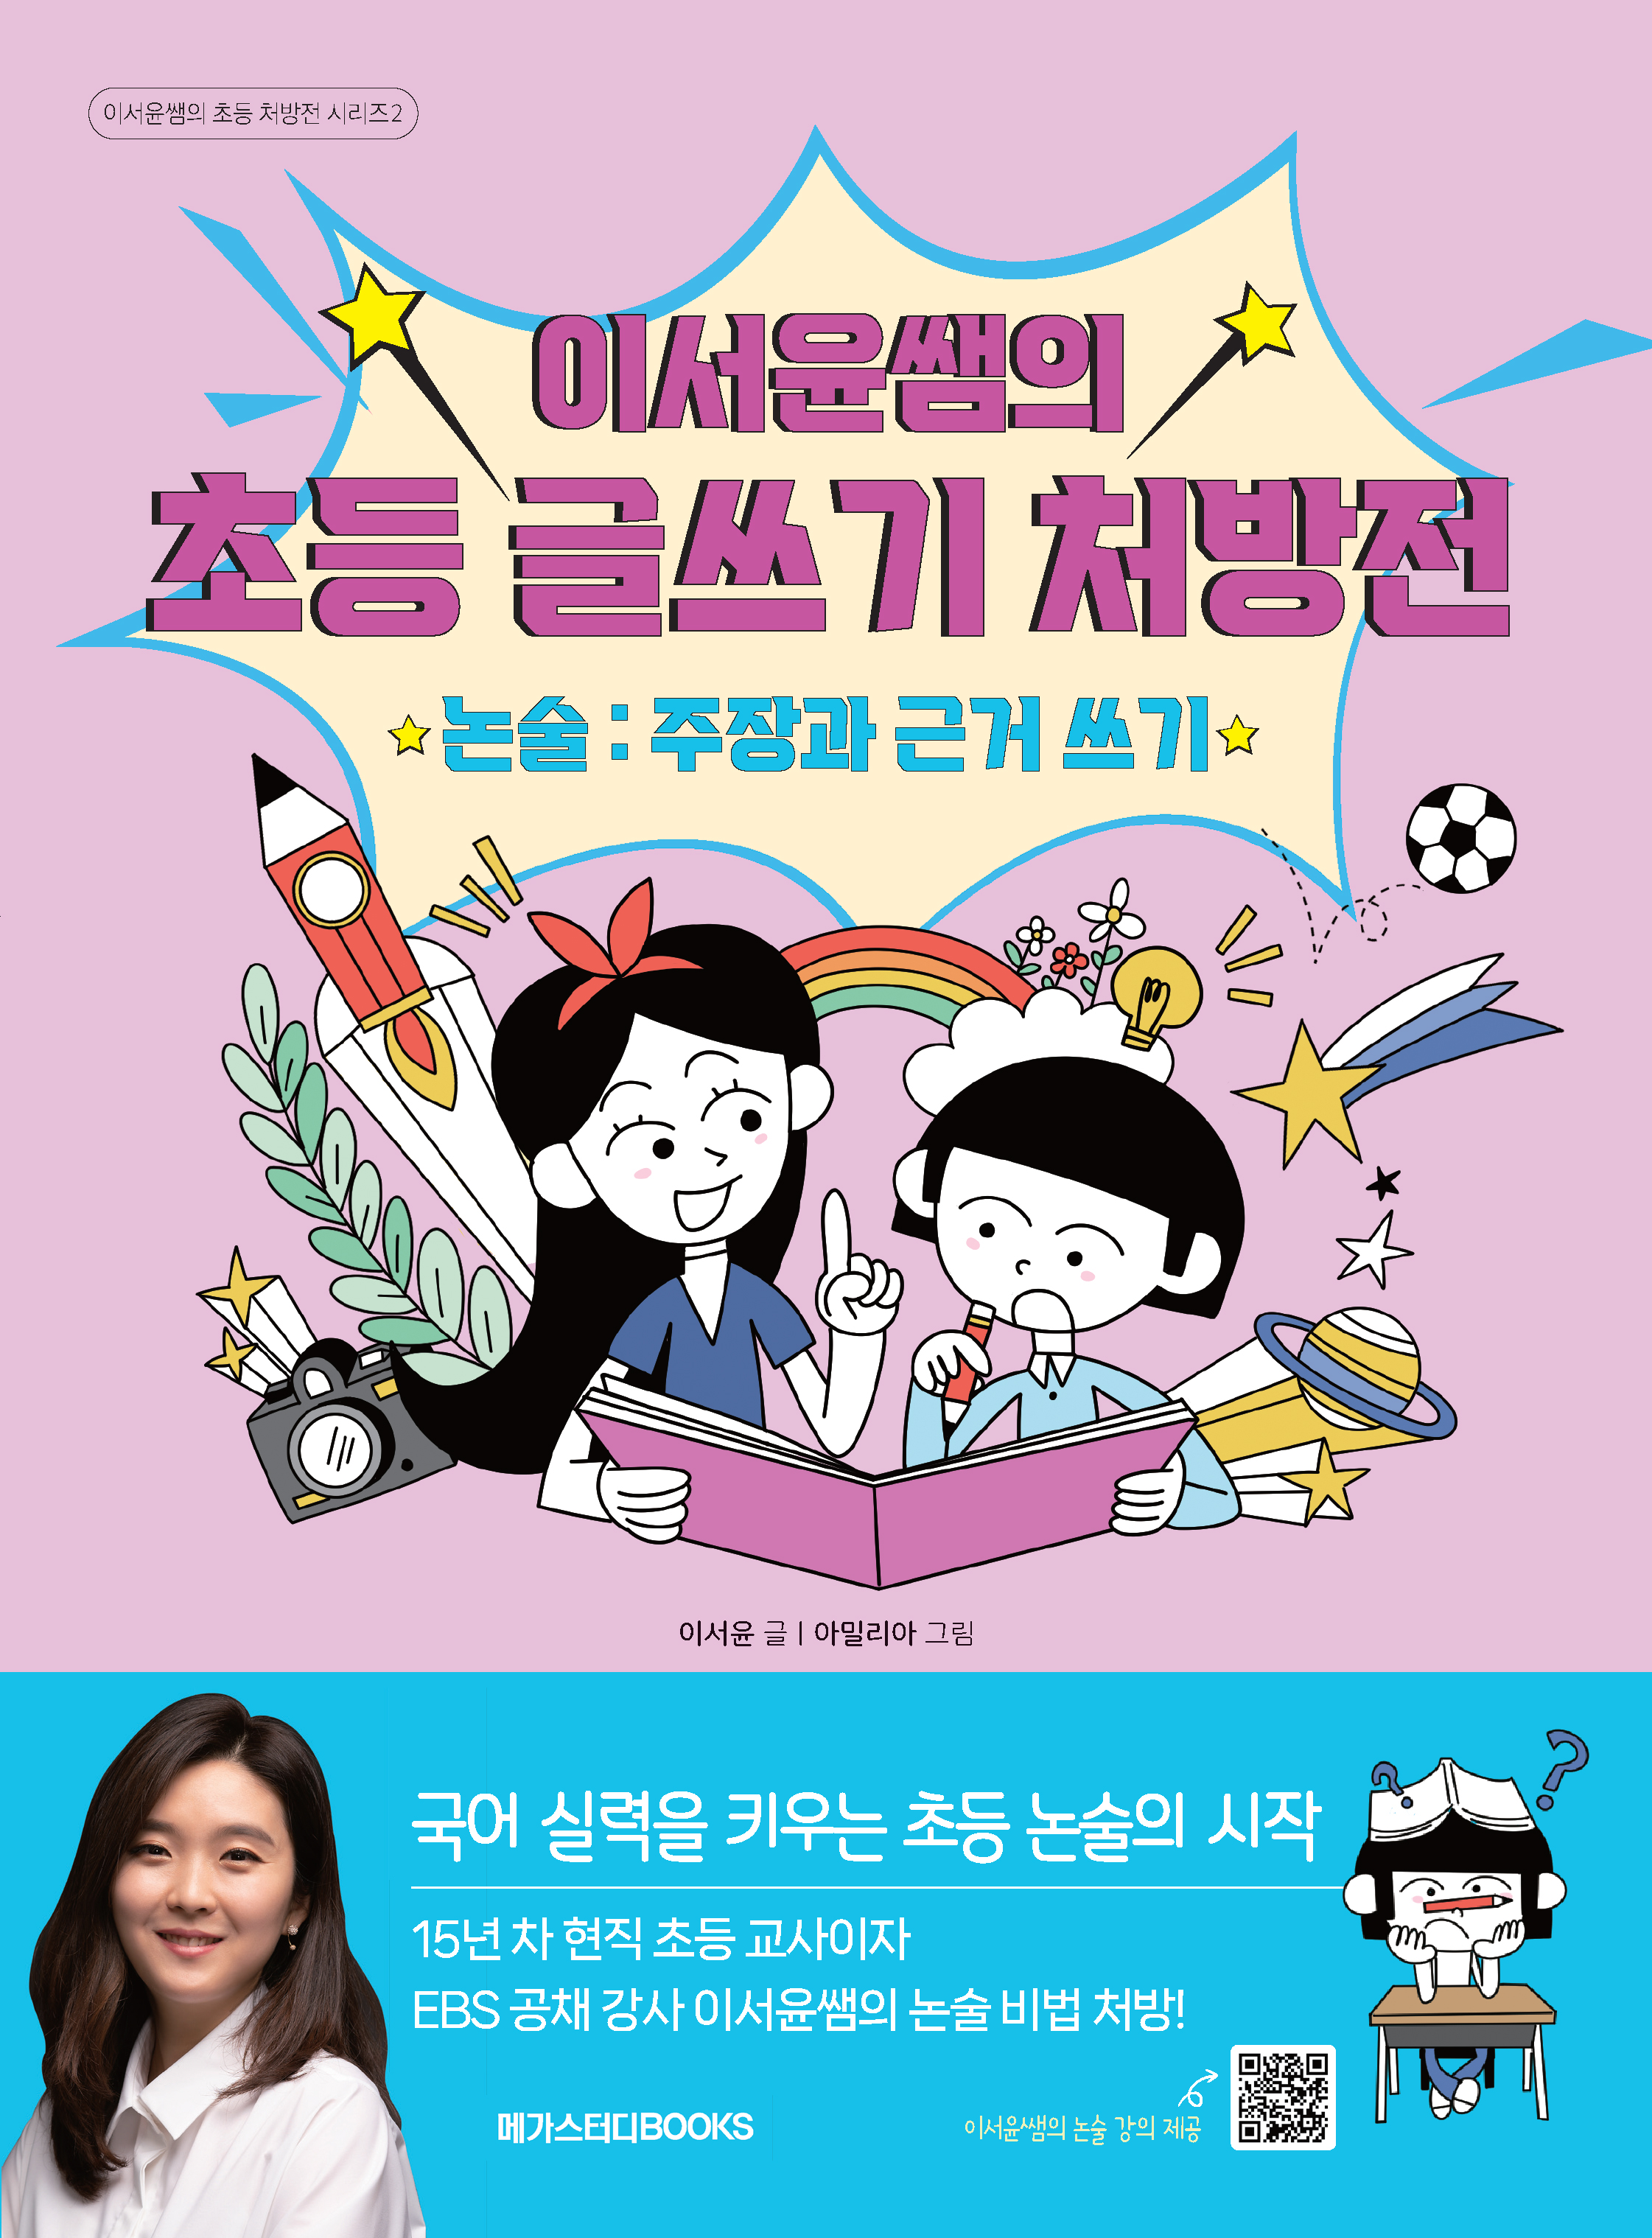 이서윤쌤의 초등 처방전 시리즈2
이서윤쌤의
초등 글쓰기 처방전
논술 : 주장과 근거 쓰기
이서윤 글 | 아밀리아 그림
국어 실력을 키우는 초등 논술의 시작
15년 차 현직 초등 교사이자
EBS 공채 강사 이서윤쌤의 논술 비법 처방!
이서윤쌤의 논술 강의 제공
메가스터디BOOKS